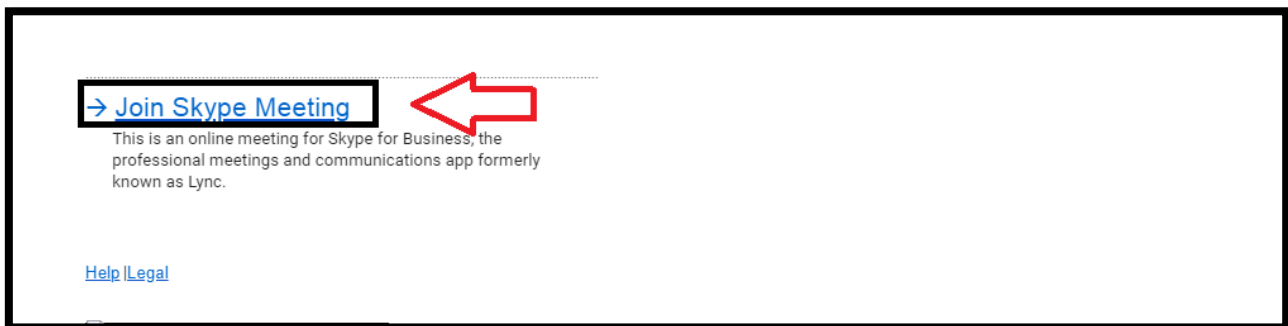 → Join Skype Meeting
This is an online meeting for Skype for Business, the
professional meetings and communications app formerly
known as Lync.
Help |Legal